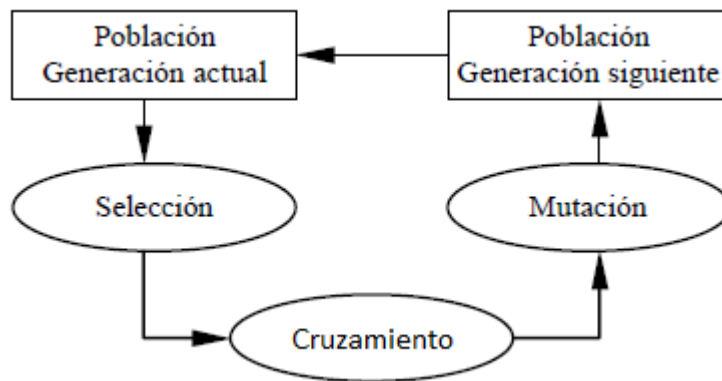 Población
Generación actual
Población
Generación siguiente
Selección
Mutación
Cruzamiento